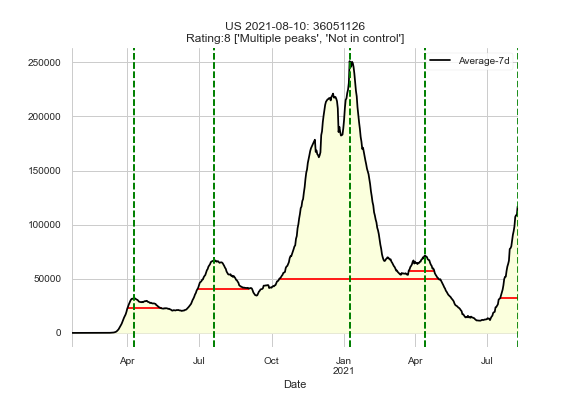 US 2021-08-10: 36051126
Rating:8 ['Multiple peaks', 'Not in control']
Average-7d
250000
200000
150000
100000
50000
0
Apr
Jul
Oct
Jan
2021
Apr
Jul
Date